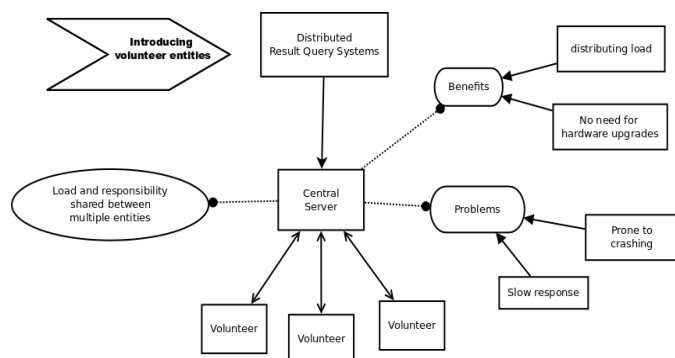 Introducing
volunteer entities
Distributed
Result Query Systems
distributing load
Benefits
No need for
hardware upgrades
Load and responsibility
shared between
multiple entities
Central
Server
Problems
Prone to
crashing
Slow response
Volunteer
Volunteer
Volunteer